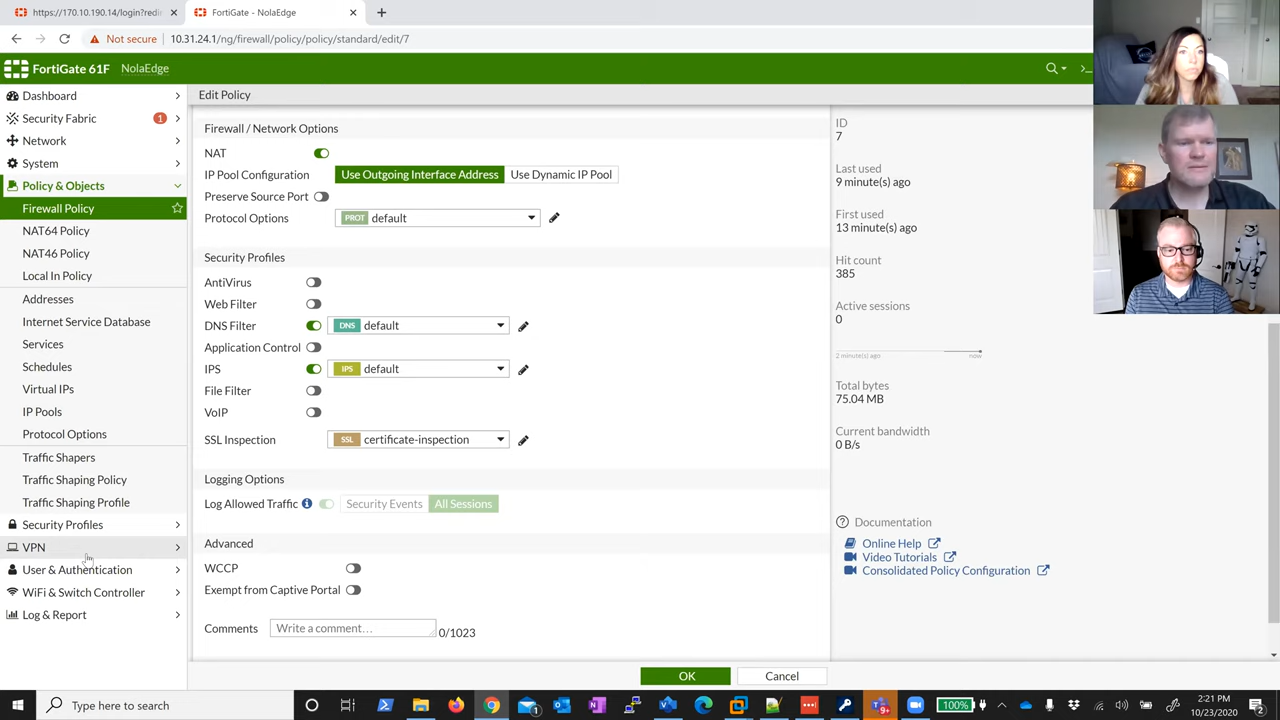 https://170.10.190.14/login?redi
FortiGate - NolaEdge
Not secure
10.31.24.1/ng/firewall/policy/policy/standard/edit/7
FortiGate 61F
NolaEdge
>_
Dashboard
Security Fabric
1
Network
System
Policy & Objects
Firewall Policy
NAT64 Policy
NAT46 Policy
Local In Policy
Addresses
Internet Service Database
Services
Schedules
Virtual IPs
IP Pools
Protocol Options
Traffic Shapers
Traffic Shaping Policy
Traffic Shaping Profile
Security Profiles
VPN
User & Authentication
WiFi & Switch Controller
Log & Report
Edit Policy
Firewall / Network Options
NAT
IP Pool Configuration Use Outgoing Interface Address Use Dynamic IP Pool
Preserve Source Port
Protocol Options PROT default
Security Profiles
AntiVirus
Web Filter
DNS Filter DNS default
Application Control
IPS IPS default
File Filter
VoIP
SSL Inspection SSL certificate-inspection
Logging Options
Log Allowed Traffic Security Events All Sessions
Advanced
WCCP
Exempt from Captive Portal
Comments Write a comment… 0/1023
OK Cancel
ID
7
Last used
9 minute(s) ago
First used
13 minute(s) ago
Hit count
385
Active sessions
0
2 minute(s) ago now
Total bytes
75.04 MB
Current bandwidth
0 B/s
Documentation
Online Help
Video Tutorials
Consolidated Policy Configuration
Type here to search
1
9+
100%
2:21 PM
10/23/2020
2